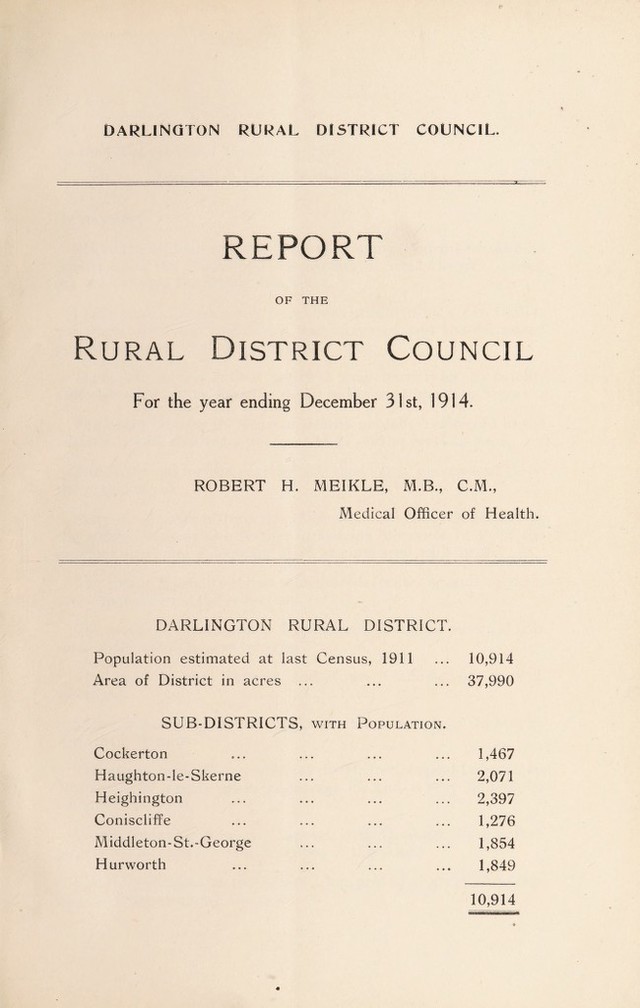 DARLINGTON RURAL DISTRICT COUNCIL.
REPORT
OF THE
RURAL DISTRICT COUNCIL
For the year ending December 31st, 1914.
ROBERT H. MEIKLE, M.B., C.M.,
Medical Officer of Health.
DARLINGTON RURAL DISTRICT.
Population estimated at last Census, 1911 ... 10,914
Area of District in acres ... ... ... 37,990
SUB-DISTRICTS, WITH POPULATION.
Cockerton ... ... ... ... 1,467
Haughton-le-Skerne ... ... ... 2,071
Heighington ... ... ... ... 2,397
Coniscliffe ... ... ... ... 1,276
Middleton-St.-George ... ... ... 1,854
Hurworth ... ... ... ... 1,849
10,914